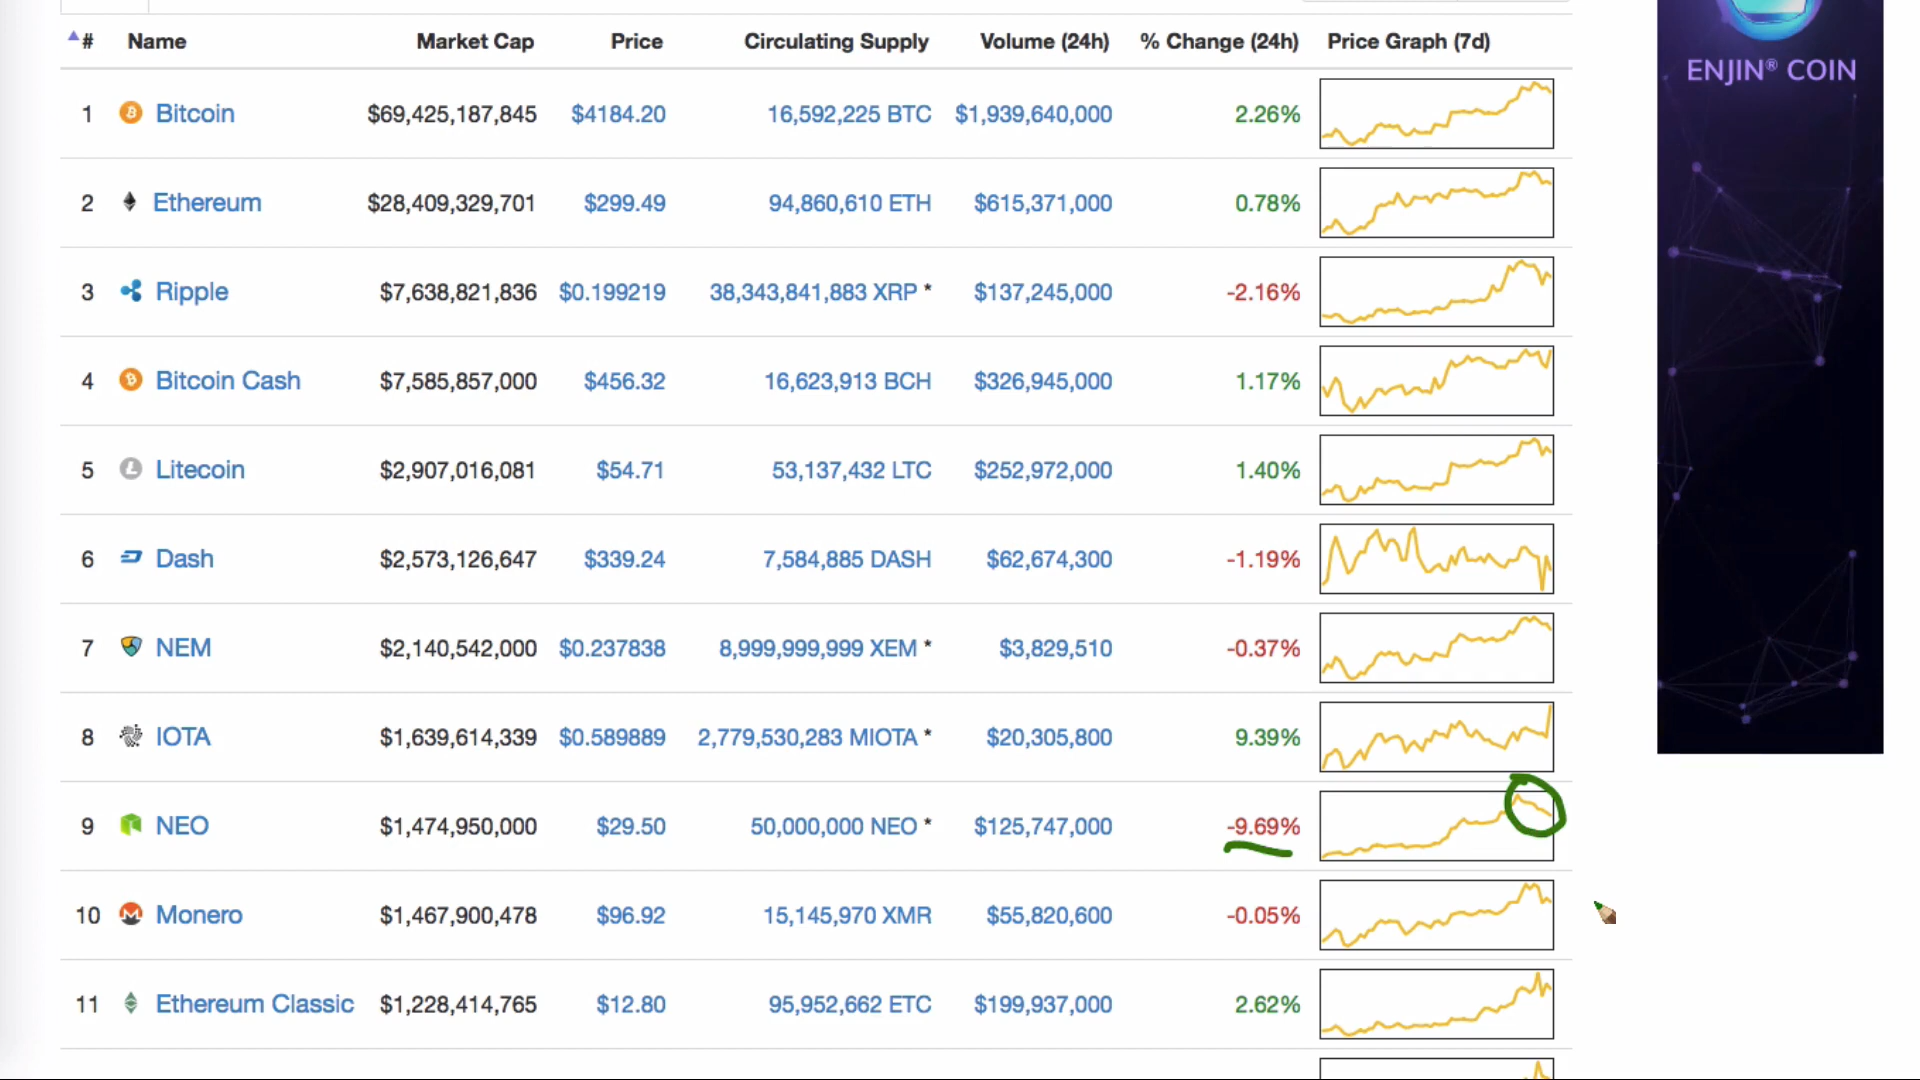 # Name Market Cap Price Circulating Supply Volume (24h) % Change (24h) Price Graph (7d)
ENJIN® COIN
1 Bitcoin $69,425,187,845 $4184.20 16,592,225 BTC $1,939,640,000 2.26%
2 Ethereum $28,409,329,701 $299.49 94,860,610 ETH $615,371,000 0.78%
3 Ripple $7,638,821,836 $0.199219 38,343,841,883 XRP * $137,245,000 -2.16%
4 Bitcoin Cash $7,585,857,000 $456.32 16,623,913 BCH $326,945,000 1.17%
5 Litecoin $2,907,016,081 $54.71 53,137,432 LTC $252,972,000 1.40%
6 Dash $2,573,126,647 $339.24 7,584,885 DASH $62,674,300 -1.19%
7 NEM $2,140,542,000 $0.237838 8,999,999,999 XEM * $3,829,510 -0.37%
8 IOTA $1,639,614,339 $0.589889 2,779,530,283 MIOTA * $20,305,800 9.39%
9 NEO $1,474,950,000 $29.50 50,000,000 NEO * $125,747,000 -9.69%
10 Monero $1,467,900,478 $96.92 15,145,970 XMR $55,820,600 -0.05%
11 Ethereum Classic $1,228,414,765 $12.80 95,952,662 ETC $199,937,000 2.62%